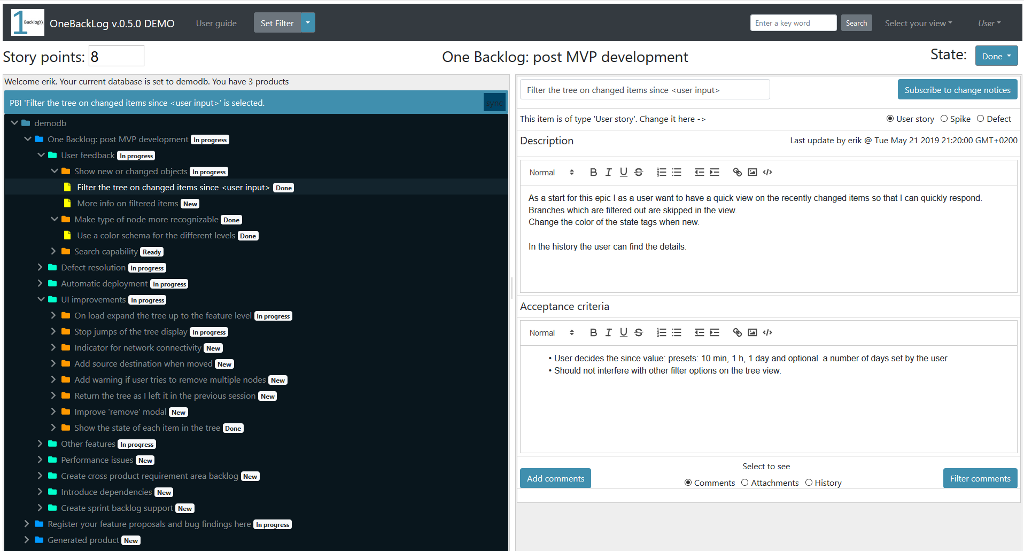 1 Backlog(s) OneBackLog v.0.5.0 DEMO User guide Set Filter Enter a key word Search Select your view User
Story points: 8 One Backlog: post MVP development State: Done
Welcome erik. Your current database is set to demodb. You have 3 products
PBI 'Filter the tree on changed items since <user input>' is selected.
demodb
One Backlog: post MVP development In progress
User feedback In progress
Show new or changed objects In progress
Filter the tree on changed items since <user input> Done
More info on filtered items New
Make type of node more recognizable Done
Use a color schema for the different levels Done
Search capability Ready
Defect resolution In progress
Automatic deployment In progress
UI improvements In progress
On load expand the tree up to the feature level In progress
Stop jumps of the tree display In progress
Indicator for network connectivity New
Add source destination when moved New
Add warning if user tries to remove multiple nodes New
Return the tree as I left it in the previous session New
Improve 'remove' modal New
Show the state of each item in the tree Done
Other features In progress
Performance issues New
Create cross product requirement area backlog New
Introduce dependencies New
Create sprint backlog support New
Register your feature proposals and bug findings here In progress
Generated product New
Filter the tree on changed items since <user input> Subscribe to change notices
This item is of type 'User story'. Change it here -> User story Spike Defect
Description Last update by erik @ Tue May 21 2019 21:20:00 GMT+0200
Normal B I U S </>
As a start for this epic I as a user want to have a quick view on the recently changed items so that I can quickly respond.
Branches which are filtered out are skipped in the view
Change the color of the state tags when new.
In the history the user can find the details.
Acceptance criteria
Normal B I U S </>
• User decides the since value: presets: 10 min, 1 h, 1 day and optional a number of days set by the user
• Should not interfere with other filter options on the tree view.
Select to see
Add comments Comments Attachments History Filter comments